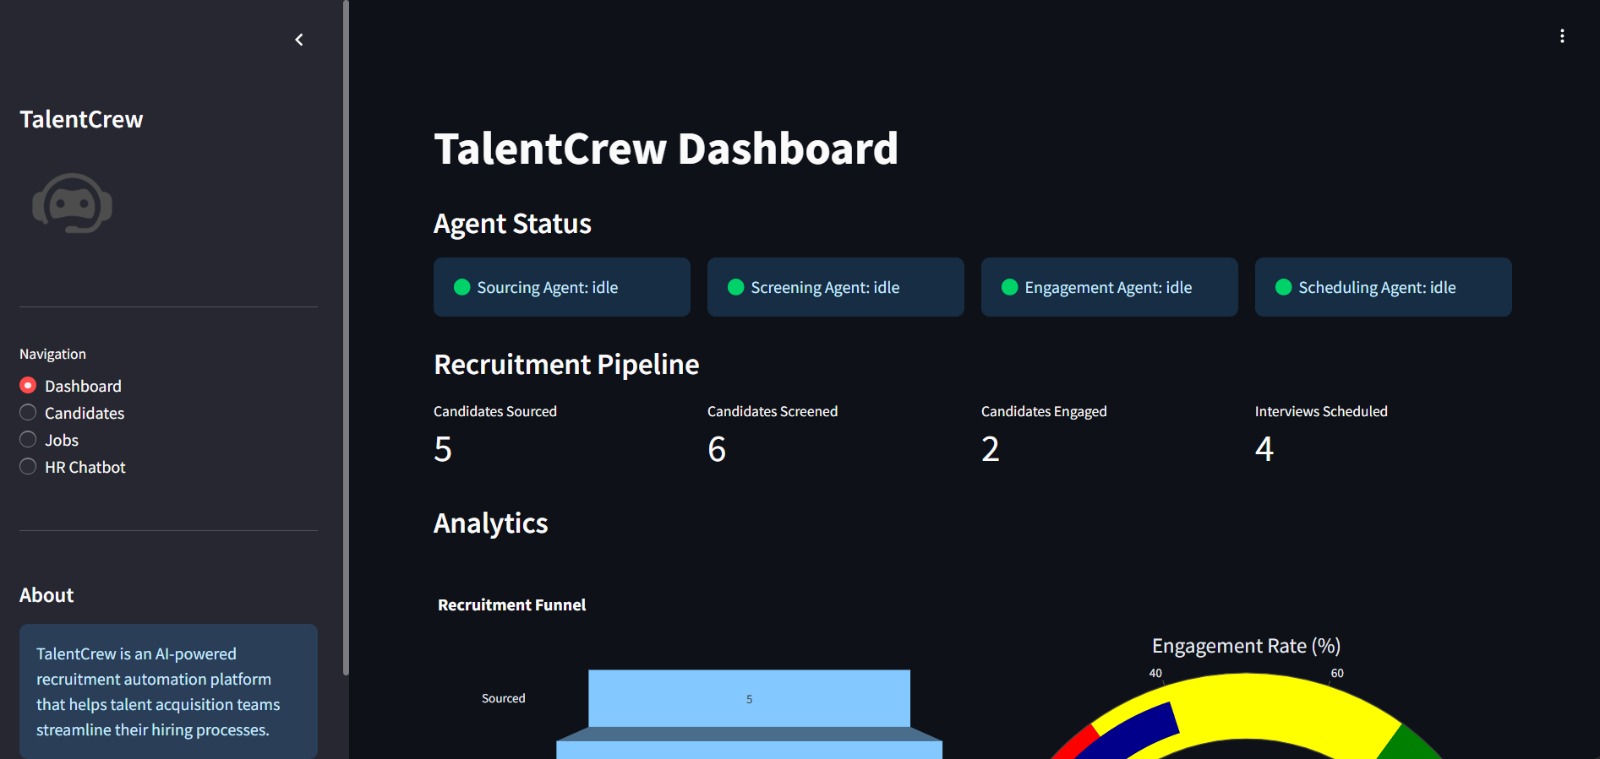 TalentCrew
Navigation
Dashboard
Candidates
Jobs
HR Chatbot
About
TalentCrew is an AI-powered
recruitment automation platform
that helps talent acquisition teams
streamline their hiring processes.
TalentCrew Dashboard
Agent Status
Sourcing Agent: idle
Screening Agent: idle
Engagement Agent: idle
Scheduling Agent: idle
Recruitment Pipeline
Candidates Sourced
5
Candidates Screened
6
Candidates Engaged
2
Interviews Scheduled
4
Analytics
Recruitment Funnel
Sourced
5
Engagement Rate (%)
40
60